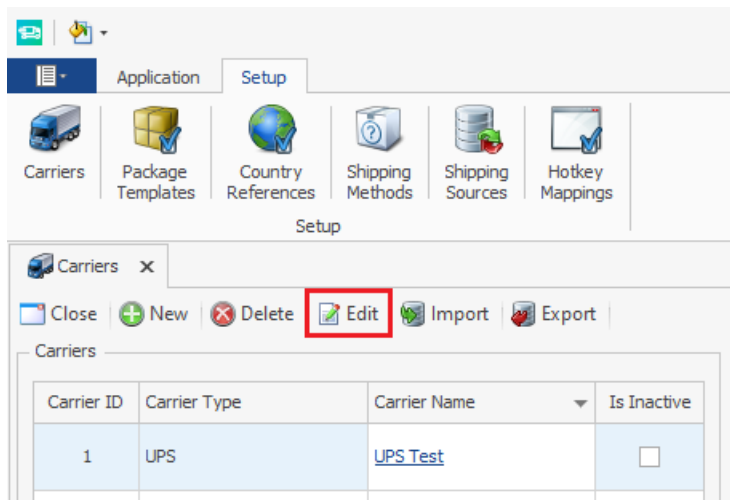 Application Setup
Carriers Package Templates Country References Shipping Methods Shipping Sources Hotkey Mappings
Setup
Carriers
Close New Delete Edit Import Export
Carriers
Carrier ID Carrier Type Carrier Name Is Inactive
1 UPS UPS Test